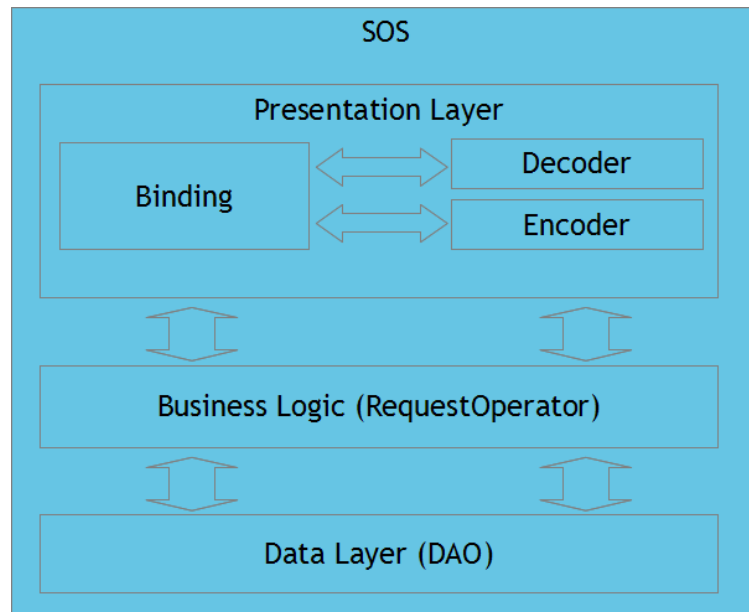 SOS
Presentation Layer
Binding
Decoder
Encoder
Business Logic (RequestOperator)
Data Layer (DAO)